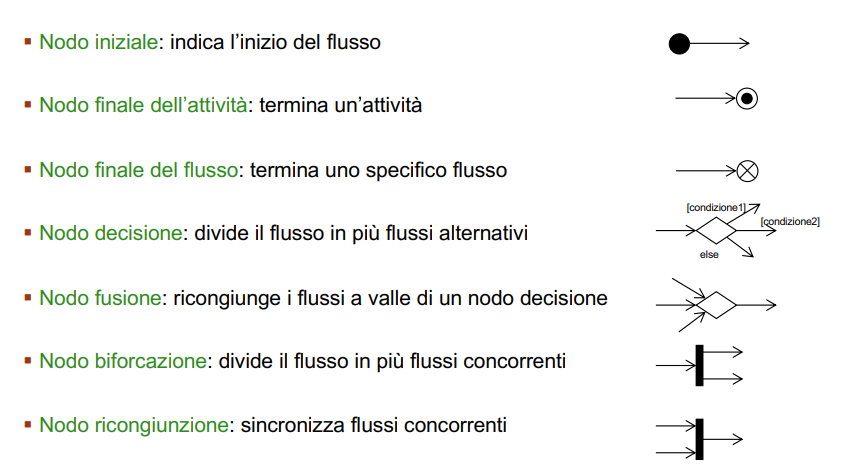 Nodo iniziale: indica l'inizio del flusso
Nodo finale dell'attività: termina un'attività
Nodo finale del flusso: termina uno specifico flusso
[condizione1]
[condizione2]
Nodo decisione: divide il flusso in più flussi alternativi
else
Nodo fusione: ricongiunge i flussi a valle di un nodo decisione
Nodo biforcazione: divide il flusso in più flussi concorrenti
Nodo ricongiunzione: sincronizza flussi concorrenti